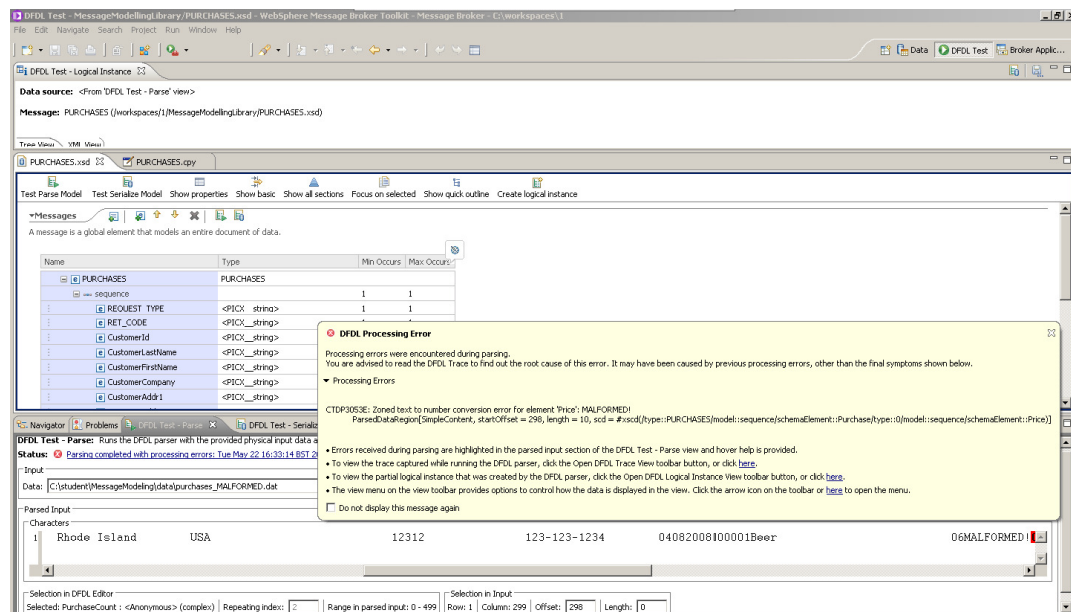 DFDL Test - MessageModellingLibrary/PURCHASES.xsd - WebSphere Message Broker Toolkit - Message Broker - C:\workspaces\1
File Edit Navigate Search Project Run Window Help
Data DFDL Test Broker Applic...
DFDL Test - Logical Instance
Data source: <From 'DFDL Test - Parse' view>
Message: PURCHASES (/workspaces/1/MessageModellingLibrary/PURCHASES.xsd)
Tree View XML View
PURCHASES.xsd PURCHASES.cpy
Test Parse Model Test Serialize Model Show properties Show basic Show all sections Focus on selected Show quick outline Create logical instance
Messages
A message is a global element that models an entire document of data.
Name Type Min Occurs Max Occurs
PURCHASES PURCHASES
sequence 1 1
REQUEST_TYPE <PICX__string> 1 1
RET_CODE <PICX__string>
CustomerId <PICX__string>
CustomerLastName <PICX__string>
CustomerFirstName <PICX__string>
CustomerCompany <PICX__string>
CustomerAddr1 <PICX__string>
DFDL Processing Error
Processing errors were encountered during parsing.
You are advised to read the DFDL Trace to find out the root cause of this error. It may have been caused by previous processing errors, other than the final symptoms shown below.
Processing Errors
CTDP3053E: Zoned text to number conversion error for element 'Price': MALFORMED!
ParsedDataRegion[SimpleContent, startOffset = 298, length = 10, scd = #xscd(/type::PURCHASES/model::sequence/schemaElement::Purchase/type::0/model::sequence/schemaElement::Price)]
• Errors received during parsing are highlighted in the parsed input section of the DFDL Test - Parse view and hover help is provided.
• To view the trace captured while running the DFDL parser, click the Open DFDL Trace View toolbar button, or click here.
• To view the partial logical instance that was created by the DFDL parser, click the Open DFDL Logical Instance View toolbar button, or click here.
• The view menu on the view toolbar provides options to control how the data is displayed in the view. Click the arrow icon on the toolbar or here to open the menu.
Do not display this message again
Navigator Problems DFDL Test - Parse DFDL Test - Serializ
DFDL Test - Parse: Runs the DFDL parser with the provided physical input data a
Status: Parsing completed with processing errors: Tue May 22 16:33:14 BST 20
Input
Data: C:\student\MessageModeling\data\purchases_MALFORMED.dat
Parsed Input
Characters
1 Rhode Island USA 12312 123-123-1234 04082008 00001Beer 06MALFORMED!
Selection in DFDL Editor Selection in Input
Selected: PurchaseCount : <Anonymous> (complex) Repeating index: 2 Range in parsed input: 0 - 499 Row: 1 Column: 299 Offset: 298 Length: 0